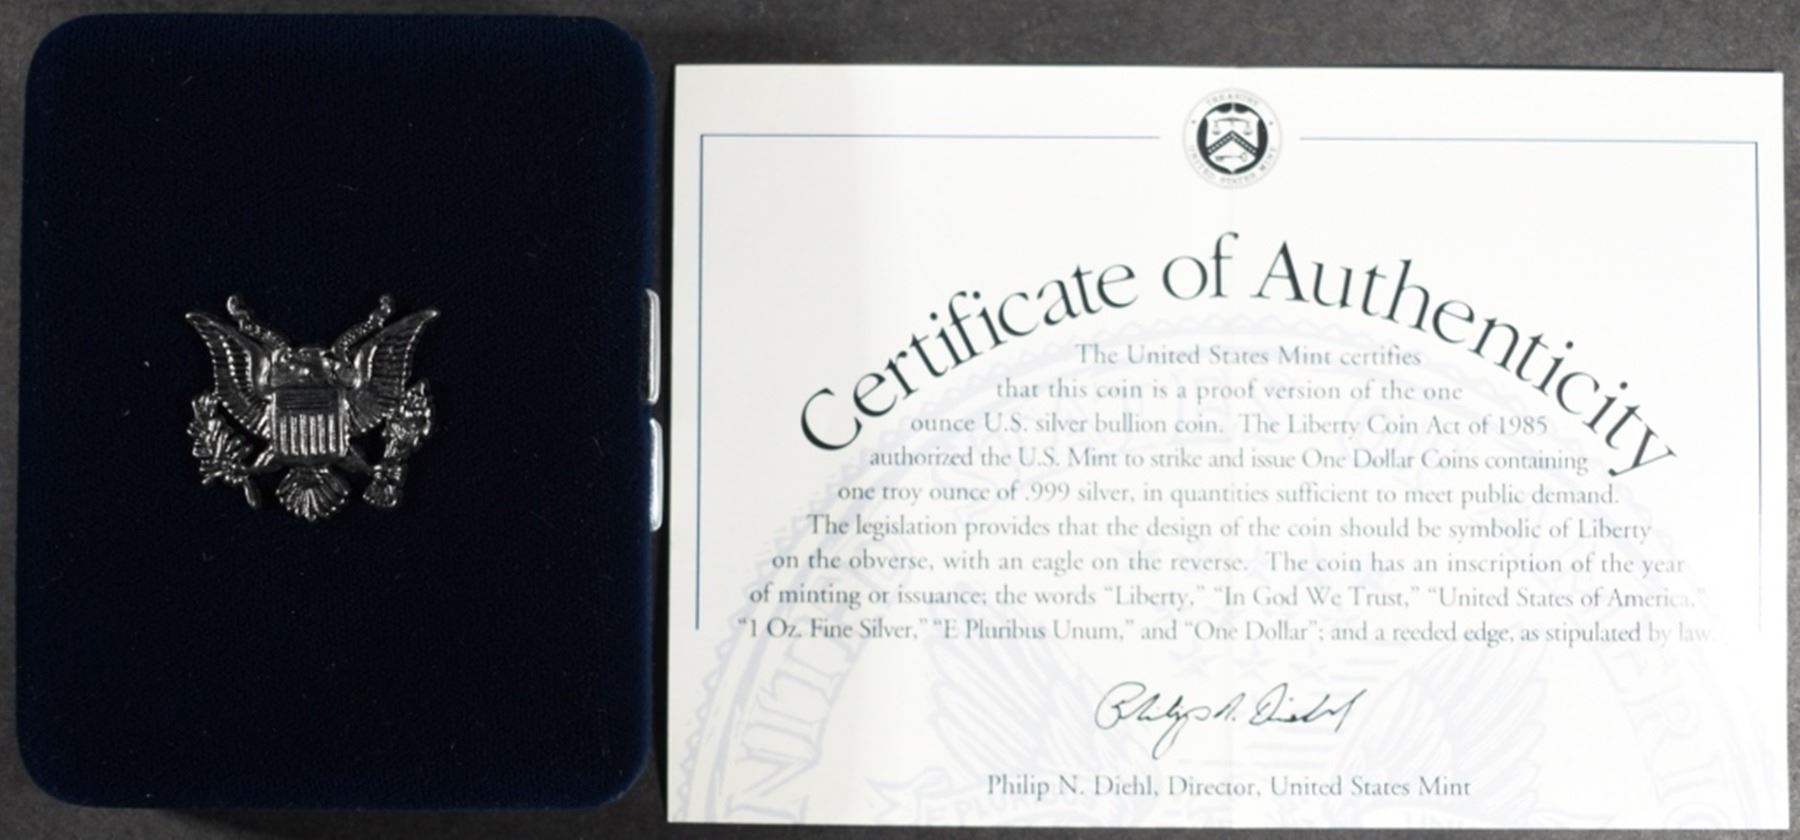 TREASURY
UNITED STATES MINT
Certificate of Authenticity
The United States Mint certifies
that this coin is a proof version of the one
ounce U.S. silver bullion coin. The Liberty Coin Act of 1985
authorized the U.S. Mint to strike and issue One Dollar Coins containing
one troy ounce of .999 silver, in quantities sufficient to meet public demand.
The legislation provides that the design of the coin should be symbolic of Liberty
on the obverse, with an eagle on the reverse. The coin has an inscription of the year
of minting or issuance; the words “Liberty,” “In God We Trust,” “United States of America,”
“1 Oz. Fine Silver,” “E Pluribus Unum,” and “One Dollar”; and a reeded edge, as stipulated by law.
Philip N. Diehl
Philip N. Diehl, Director, United States Mint